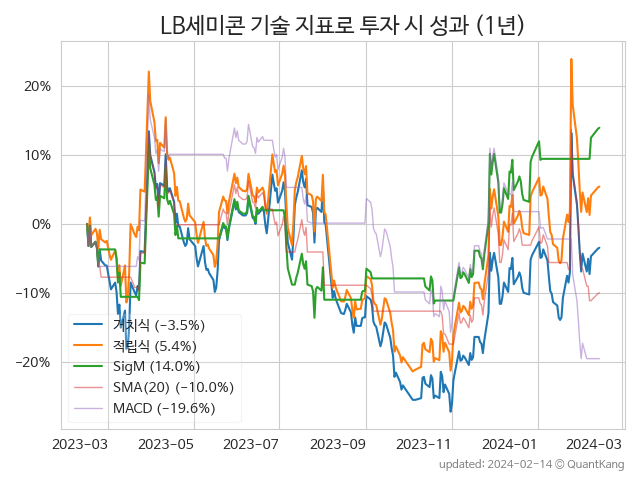 LB세미콘 기술 지표로 투자 시 성과 (1년)
20%
10%
0%
−10%
−20%
거치식 (−3.5%)
적립식 (5.4%)
SigM (14.0%)
SMA(20) (−10.0%)
MACD (−19.6%)
2023-03
2023-05
2023-07
2023-09
2023-11
2024-01
2024-03
updated: 2024-02-14 © QuantKang